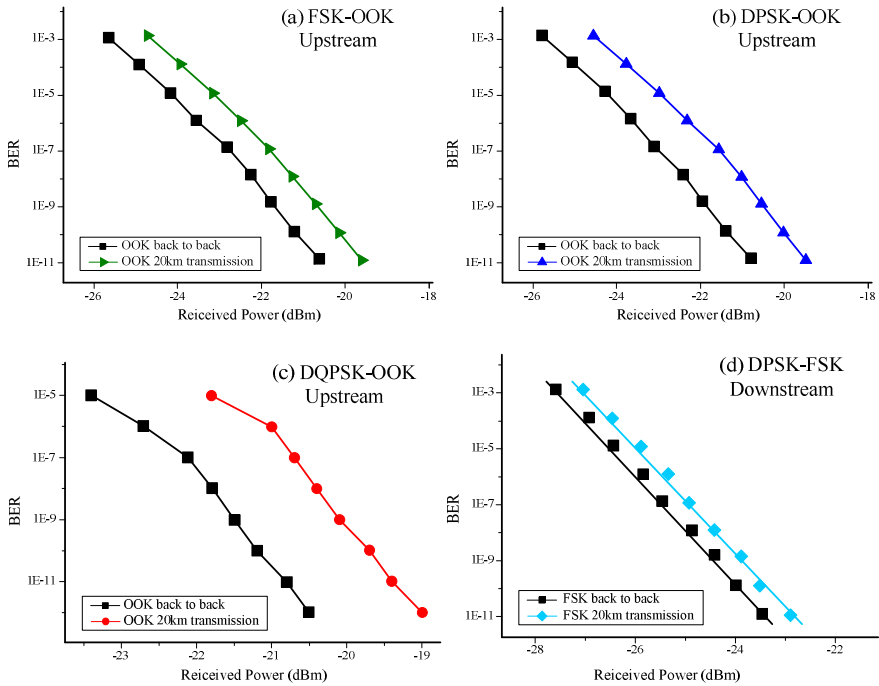 (a) FSK-OOK
Upstream
BER
1E-3
1E-5
1E-7
1E-9
1E-11
OOK back to back
OOK 20km transmission
-26
-24
-22
-20
-18
Reiceived Power (dBm)
(b) DPSK-OOK
Upstream
BER
1E-3
1E-5
1E-7
1E-9
1E-11
OOK back to back
OOK 20km transmission
-26
-24
-22
-20
-18
Reiceived Power (dBm)
(c) DQPSK-OOK
Upstream
BER
1E-5
1E-7
1E-9
1E-11
OOK back to back
OOK 20km transmission
-23
-22
-21
-20
-19
Reiceived Power (dBm)
(d) DPSK-FSK
Downstream
BER
1E-3
1E-5
1E-7
1E-9
1E-11
FSK back to back
FSK 20km transmission
-28
-26
-24
-22
Reiceived Power (dBm)